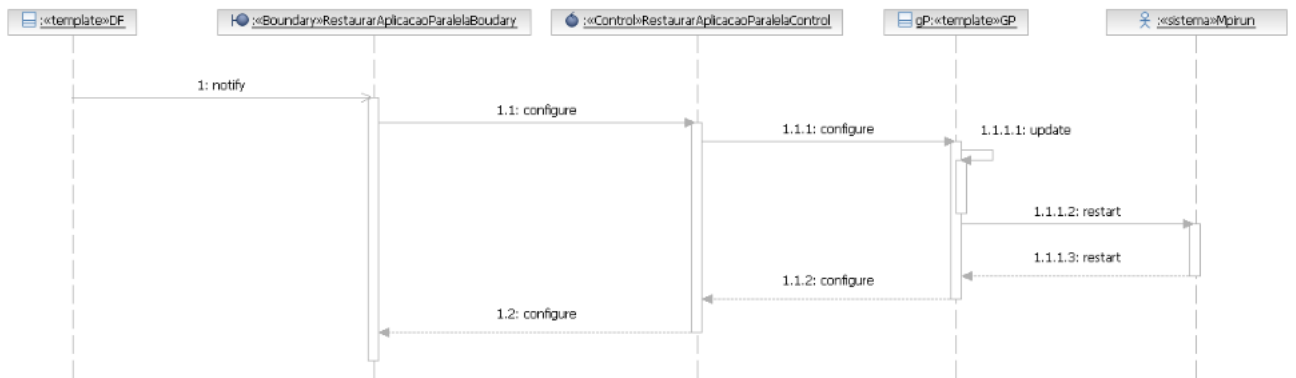 :«template»DF
:«Boundary»RestaurarAplicacaoParalelaBoudary
:«Control»RestaurarAplicacaoParalelaControl
gP:«template»GP
:«sistema»Mpirun
1: notify
1.1: configure
1.1.1: configure
1.1.1.1: update
1.1.1.2: restart
1.1.1.3: restart
1.1.2: configure
1.2: configure